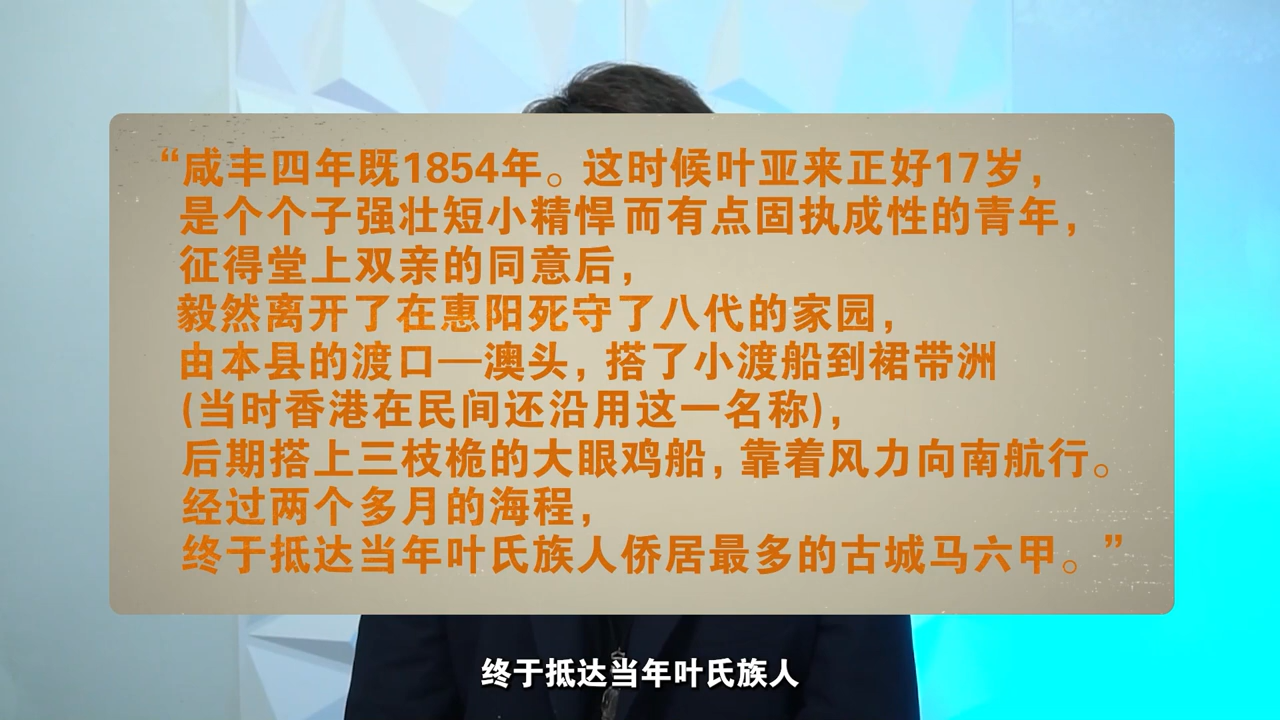 “咸丰四年既1854年。这时候叶亚来正好17岁，
是个个子强壮短小精悍而有点固执成性的青年，
征得堂上双亲的同意后，
毅然离开了在惠阳死守了八代的家园，
由本县的渡口—澳头，搭了小渡船到裙带洲
(当时香港在民间还沿用这一名称)，
后期搭上三枝桅的大眼鸡船，靠着风力向南航行。
经过两个多月的海程，
终于抵达当年叶氏族人侨居最多的古城马六甲。”
终于抵达当年叶氏族人